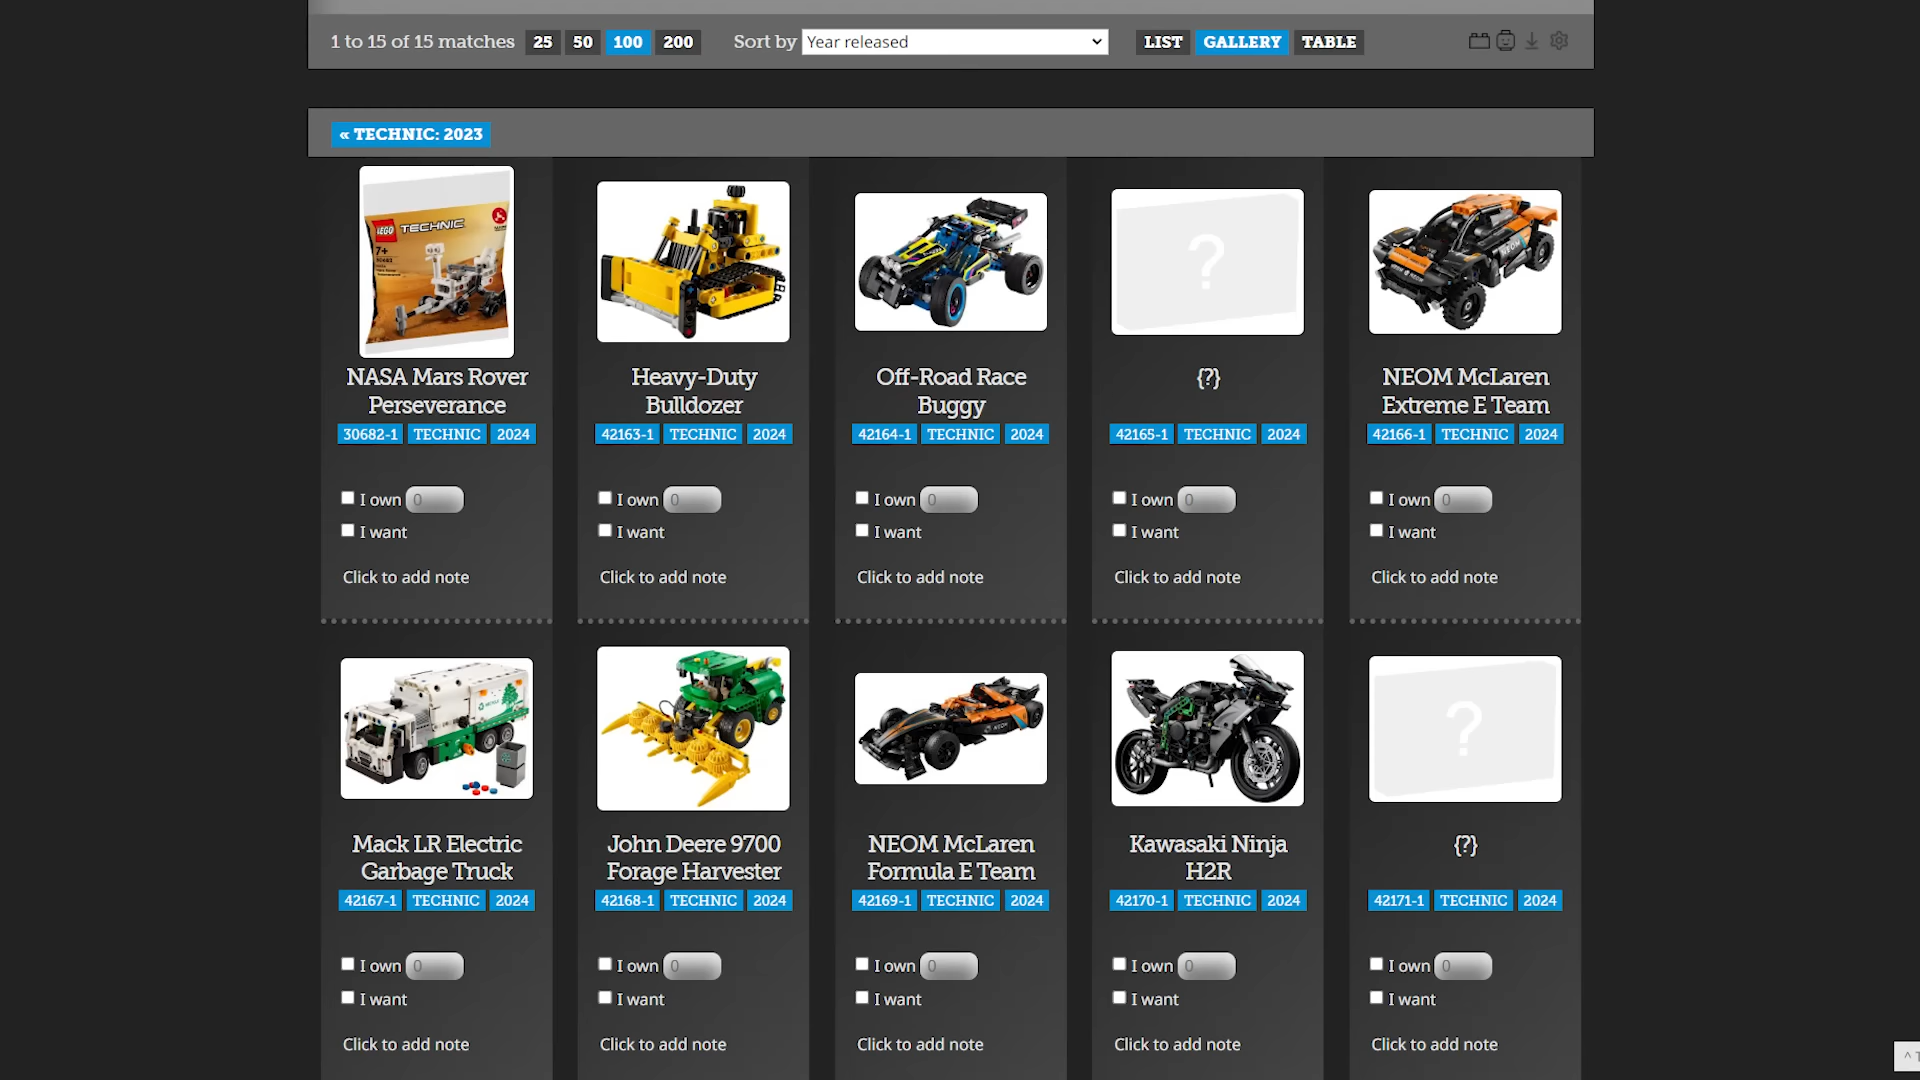 1 to 15 of 15 matches 25 50 100 200 Sort by Year released LIST GALLERY TABLE
« TECHNIC: 2023
LEGO TECHNIC
7+
NEOM
NASA Mars Rover
Perseverance
30682-1 TECHNIC 2024
Heavy-Duty
Bulldozer
42163-1 TECHNIC 2024
Off-Road Race
Buggy
42164-1 TECHNIC 2024
?
{?}
42165-1 TECHNIC 2024
NEOM McLaren
Extreme E Team
42166-1 TECHNIC 2024
I own 0 I own 0 I own 0 I own 0 I own 0
I want I want I want I want I want
Click to add note Click to add note Click to add note Click to add note Click to add note
Mack LR Electric
Garbage Truck
42167-1 TECHNIC 2024
John Deere 9700
Forage Harvester
42168-1 TECHNIC 2024
NEOM
NEOM McLaren
Formula E Team
42169-1 TECHNIC 2024
Kawasaki Ninja
H2R
42170-1 TECHNIC 2024
?
{?}
42171-1 TECHNIC 2024
I own 0 I own 0 I own 0 I own 0 I own 0
I want I want I want I want I want
Click to add note Click to add note Click to add note Click to add note Click to add note
^ T